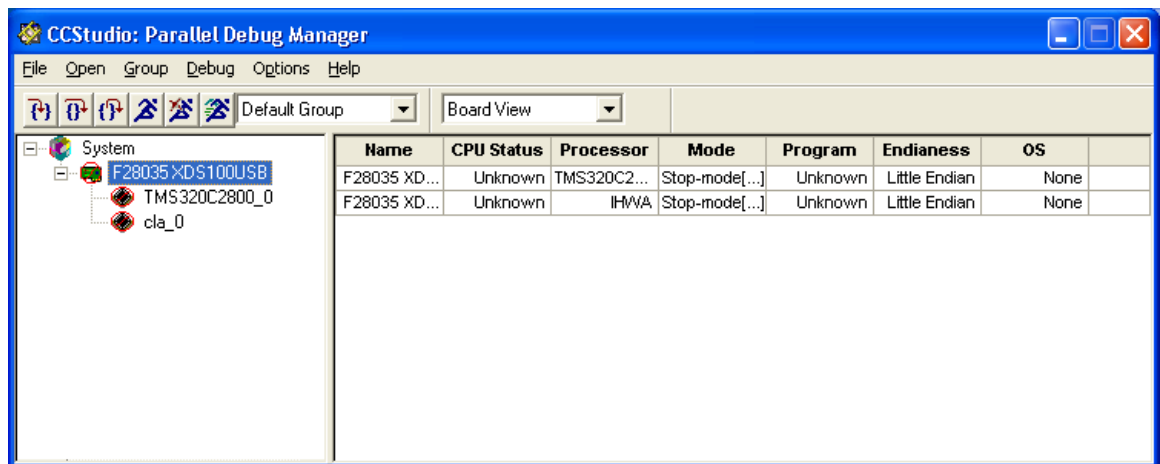 CCStudio: Parallel Debug Manager
File Open Group Debug Options Help
Default Group Board View
System
F28035 XDS100USB
TMS320C2800_0
cla_0
Name CPU Status Processor Mode Program Endianess OS
F28035 XD... Unknown TMS320C2... Stop-mode[...] Unknown Little Endian None
F28035 XD... Unknown IHWA Stop-mode[...] Unknown Little Endian None